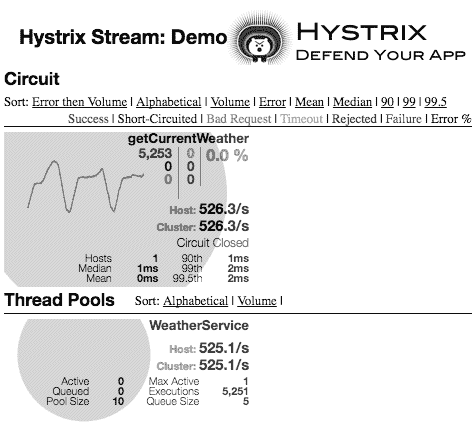 Hystrix Stream: Demo
HYSTRIX
DEFEND YOUR APP
Circuit
Sort: Error then Volume | Alphabetical | Volume | Error | Mean | Median | 90 | 99 | 99.5
Success | Short-Circuited | Bad Request | Timeout | Rejected | Failure | Error %
getCurrentWeather
5,253 0 0.0 %
0 0
0 0
Host: 526.3/s
Cluster: 526.3/s
Circuit Closed
Hosts 1 90th 1ms
Median 1ms 99th 2ms
Mean 0ms 99.5th 2ms
Thread Pools Sort: Alphabetical | Volume |
WeatherService
Host: 525.1/s
Cluster: 525.1/s
Active 0 Max Active 1
Queued 0 Executions 5,251
Pool Size 10 Queue Size 5